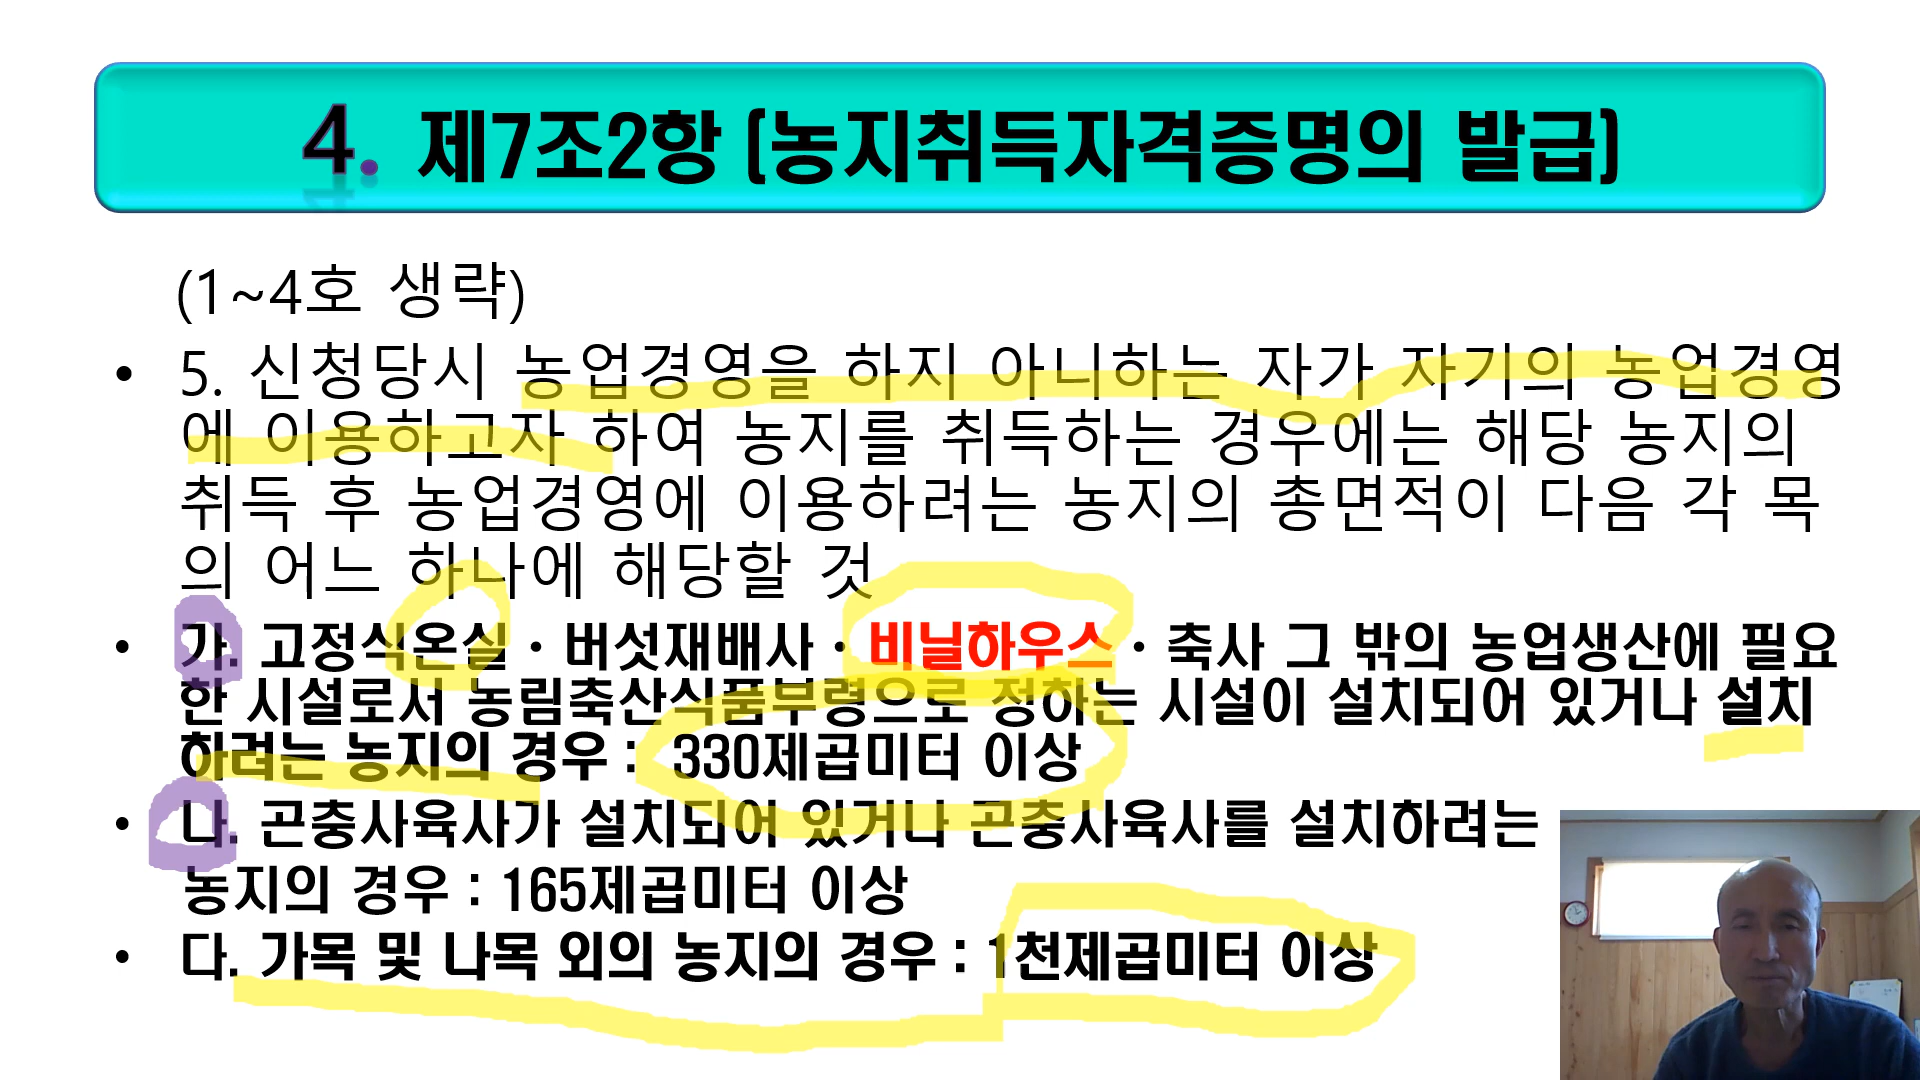 4. 제7조2항 (농지취득자격증명의 발급)
(1~4호 생략)
• 5. 신청당시 농업경영을 하지 아니하는 자가 자기의 농업경영
에 이용하고자 하여 농지를 취득하는 경우에는 해당 농지의
취득 후 농업경영에 이용하려는 농지의 총면적이 다음 각 목
의 어느 하나에 해당할 것
• 가. 고정식온실 · 버섯재배사 · 비닐하우스 · 축사 그 밖의 농업생산에 필요
한 시설로서 농림축산식품부령으로 정하는 시설이 설치되어 있거나 설치
하려는 농지의 경우 : 330제곱미터 이상
• 나. 곤충사육사가 설치되어 있거나 곤충사육사를 설치하려는
농지의 경우 : 165제곱미터 이상
• 다. 가목 및 나목 외의 농지의 경우 : 1천제곱미터 이상